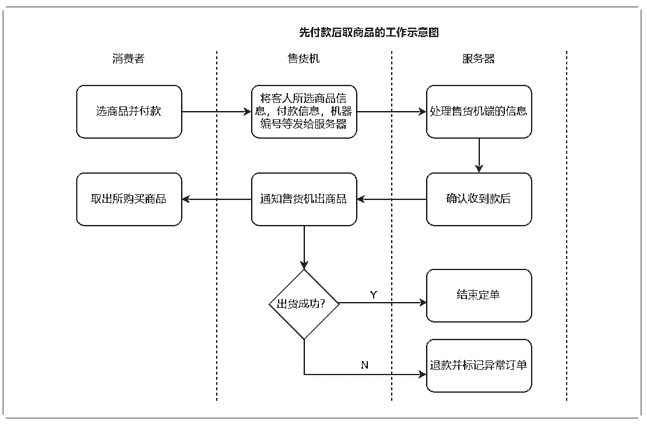 先付款后取商品的工作示意图
消费者
售货机
服务器
选商品并付款
将客人所选商品信
息，付款信息，机器
编号等发给服务器
处理售货机端的信息
取出所购买商品
通知售货机出商品
确认收到款后
出货成功?
Y
结束定单
N
退款并标记异常订单